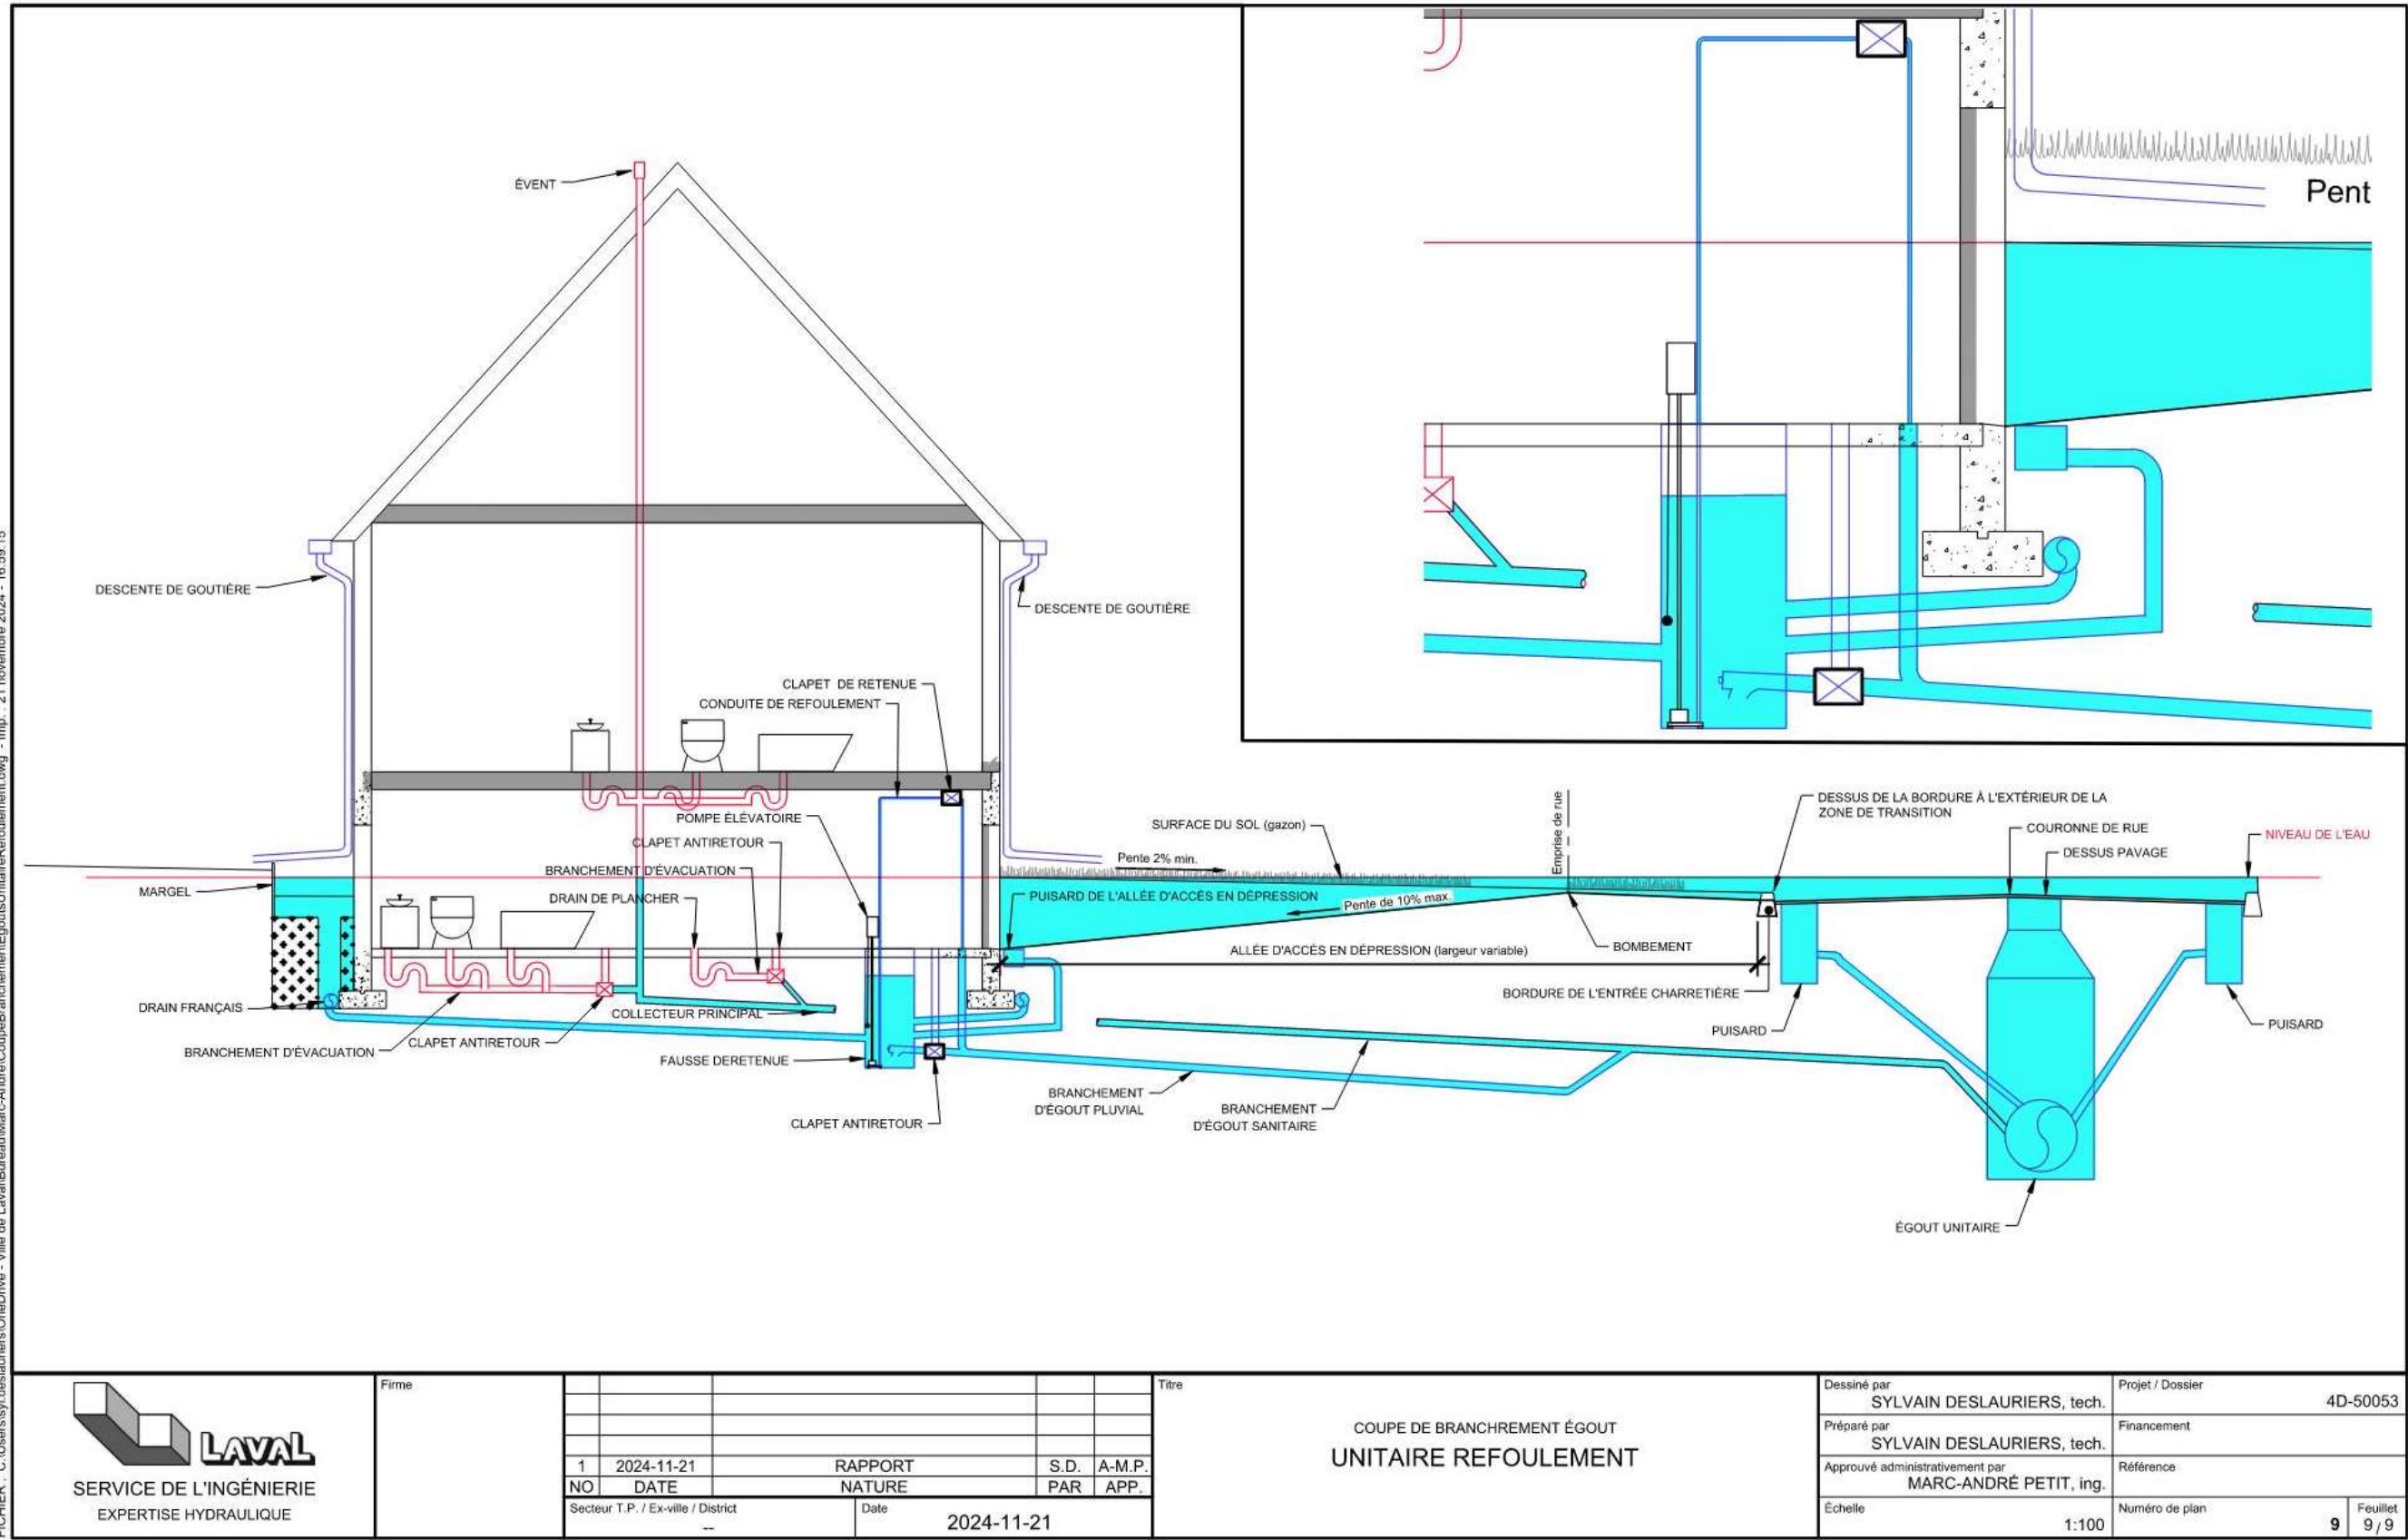 Pent
ÉVENT
DESCENTE DE GOUTIÈRE
DESCENTE DE GOUTIÈRE
CLAPET DE RETENUE
CONDUITE DE REFOULEMENT
POMPE ÉLÉVATOIRE
CLAPET ANTIRETOUR
BRANCHEMENT D'ÉVACUATION
DRAIN DE PLANCHER
MARGEL
DRAIN FRANÇAIS
BRANCHEMENT D'ÉVACUATION
CLAPET ANTIRETOUR
COLLECTEUR PRINCIPAL
FAUSSE DERETENUE
CLAPET ANTIRETOUR
SURFACE DU SOL (gazon)
Pente 2% min.
Emprise de rue
PUISARD DE L'ALLÉE D'ACCÈS EN DÉPRESSION
Pente de 10% max.
ALLÉE D'ACCÈS EN DÉPRESSION (largeur variable)
BOMBEMENT
BORDURE DE L'ENTRÉE CHARRETIÈRE
DESSUS DE LA BORDURE À L'EXTÉRIEUR DE LA
ZONE DE TRANSITION
COURONNE DE RUE
DESSUS PAVAGE
NIVEAU DE L'EAU
PUISARD
PUISARD
BRANCHEMENT
D'ÉGOUT PLUVIAL
BRANCHEMENT
D'ÉGOUT SANITAIRE
ÉGOUT UNITAIRE
LAVAL
SERVICE DE L'INGÉNIERIE
EXPERTISE HYDRAULIQUE
Firme
1 2024-11-21 RAPPORT S.D. A-M.P.
NO DATE NATURE PAR APP.
Secteur T.P. / Ex-ville / District
--
Date
2024-11-21
Titre
COUPE DE BRANCHREMENT ÉGOUT
UNITAIRE REFOULEMENT
Dessiné par
SYLVAIN DESLAURIERS, tech.
Préparé par
SYLVAIN DESLAURIERS, tech.
Approuvé administrativement par
MARC-ANDRÉ PETIT, ing.
Échelle
1:100
Projet / Dossier
4D-50053
Financement
Référence
Numéro de plan
9
Feuillet
9 / 9